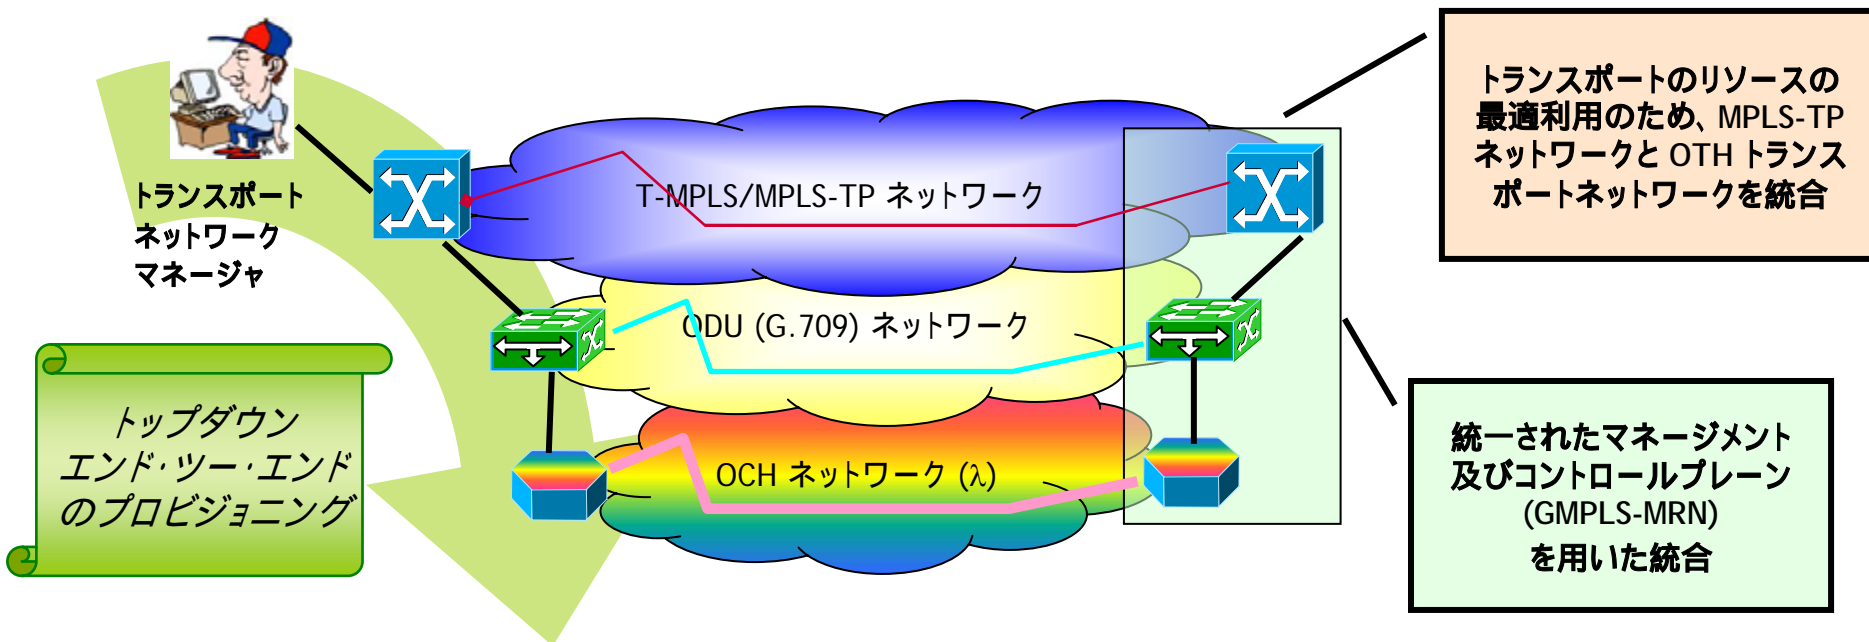 トランスポート
ネットワーク
マネージャ
トップダウン
エンド・ツー・エンド
のプロビジョニング
T-MPLS/MPLS-TP ネットワーク
ODU (G.709) ネットワーク
OCH ネットワーク (λ)
トランスポートのリソースの
最適利用のため、MPLS-TP
ネットワークと OTH トランス
ポートネットワークを統合
統一されたマネージメント
及びコントロールプレーン
(GMPLS-MRN)
を用いた統合